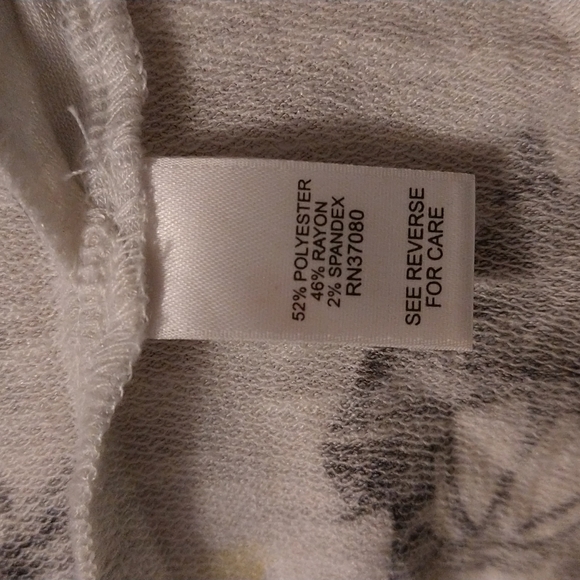 52% POLYESTER
46% RAYON
2% SPANDEX
RN37080
SEE REVERSE
FOR CARE